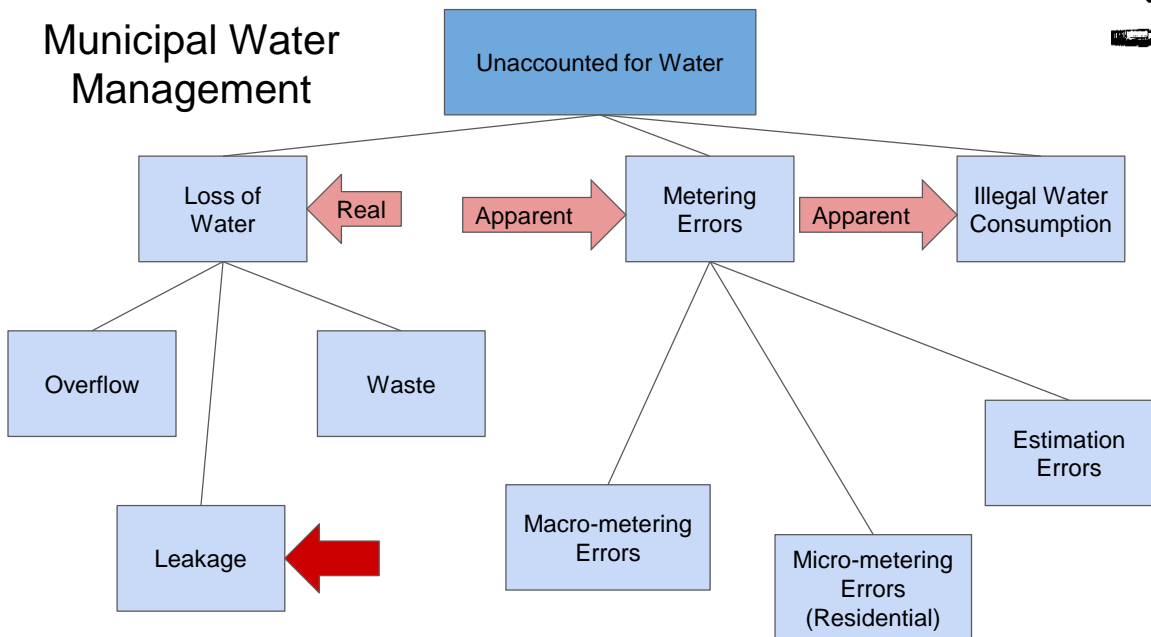 Municipal Water
Management
Unaccounted for Water
Loss of
Water
Real
Apparent
Metering
Errors
Apparent
Illegal Water
Consumption
Overflow
Waste
Estimation
Errors
Leakage
Macro-metering
Errors
Micro-metering
Errors
(Residential)